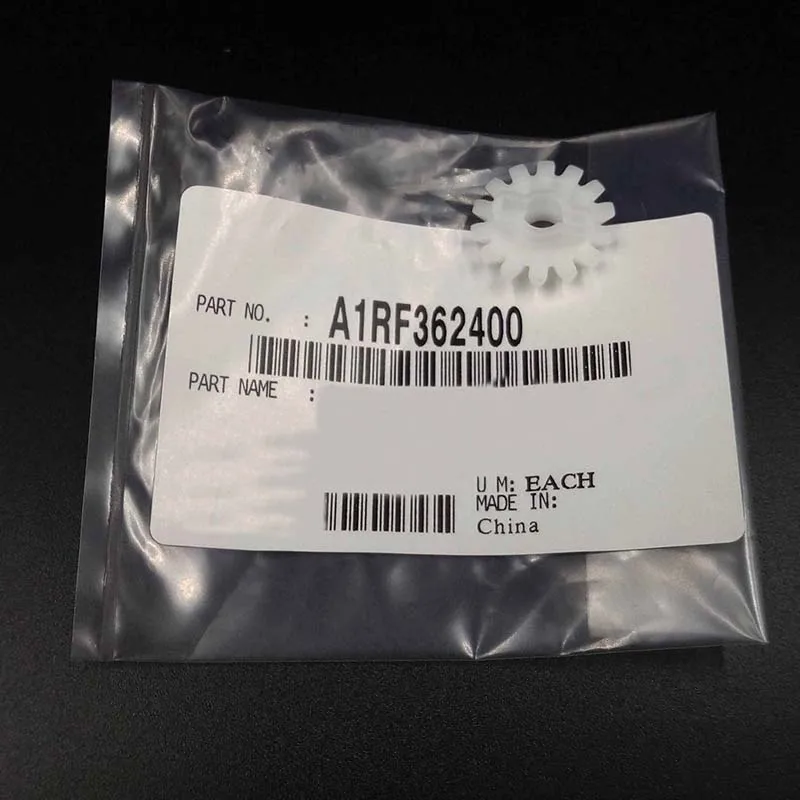 PART NO. : A1RF362400
PART NAME :
U M: EACH
MADE IN:
China